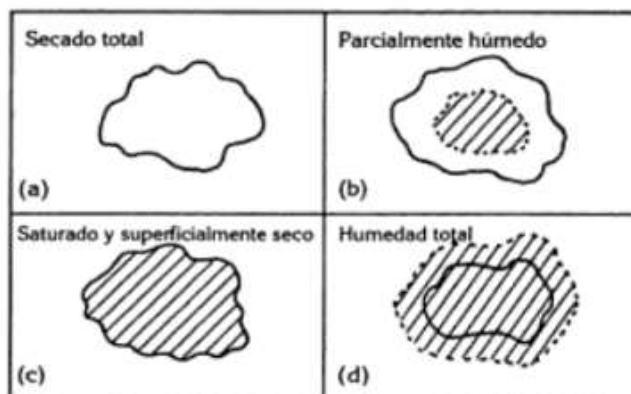 Secado total
(a)
Parcialmente húmedo
(b)
Saturado y superficialmente seco
(c)
Humedad total
(d)